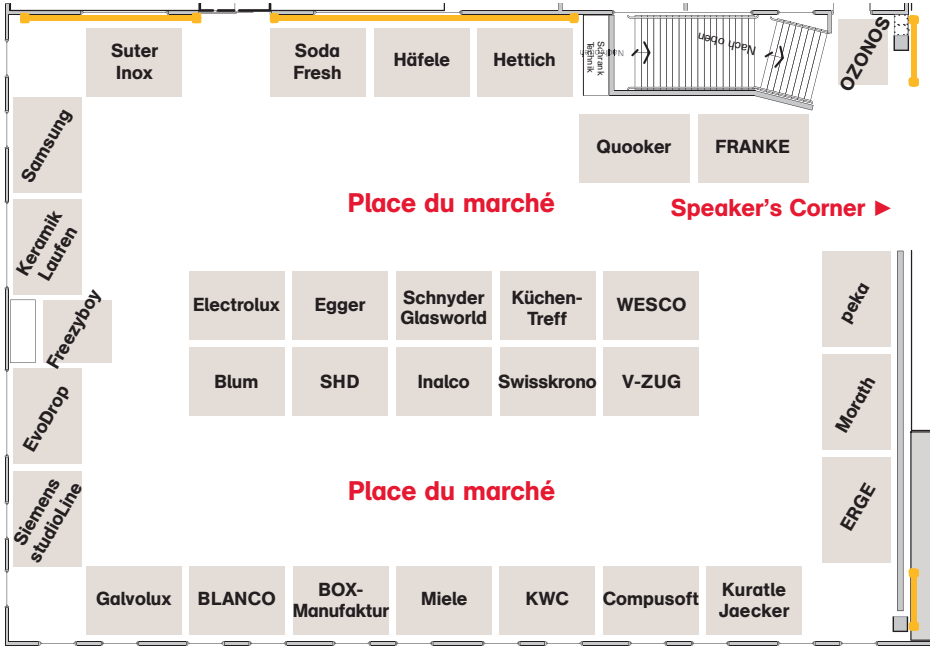 Suter
Inox
Soda
Fresh
Häfele
Hettich
Schrank
Technik
Nach oben
OZONOS
Samsung
Quooker
FRANKE
Place du marché
Speaker's Corner ►
Keramik
Laufen
Freezyboy
Electrolux
Egger
Schnyder
Glasworld
Küchen-
Treff
WESCO
peka
Blum
SHD
Inalco
Swisskrono
V-ZUG
EvoDrop
Morath
Siemens
studioLine
Place du marché
ERGE
Galvolux
BLANCO
BOX-
Manufaktur
Miele
KWC
Compusoft
Kuratle
Jaecker